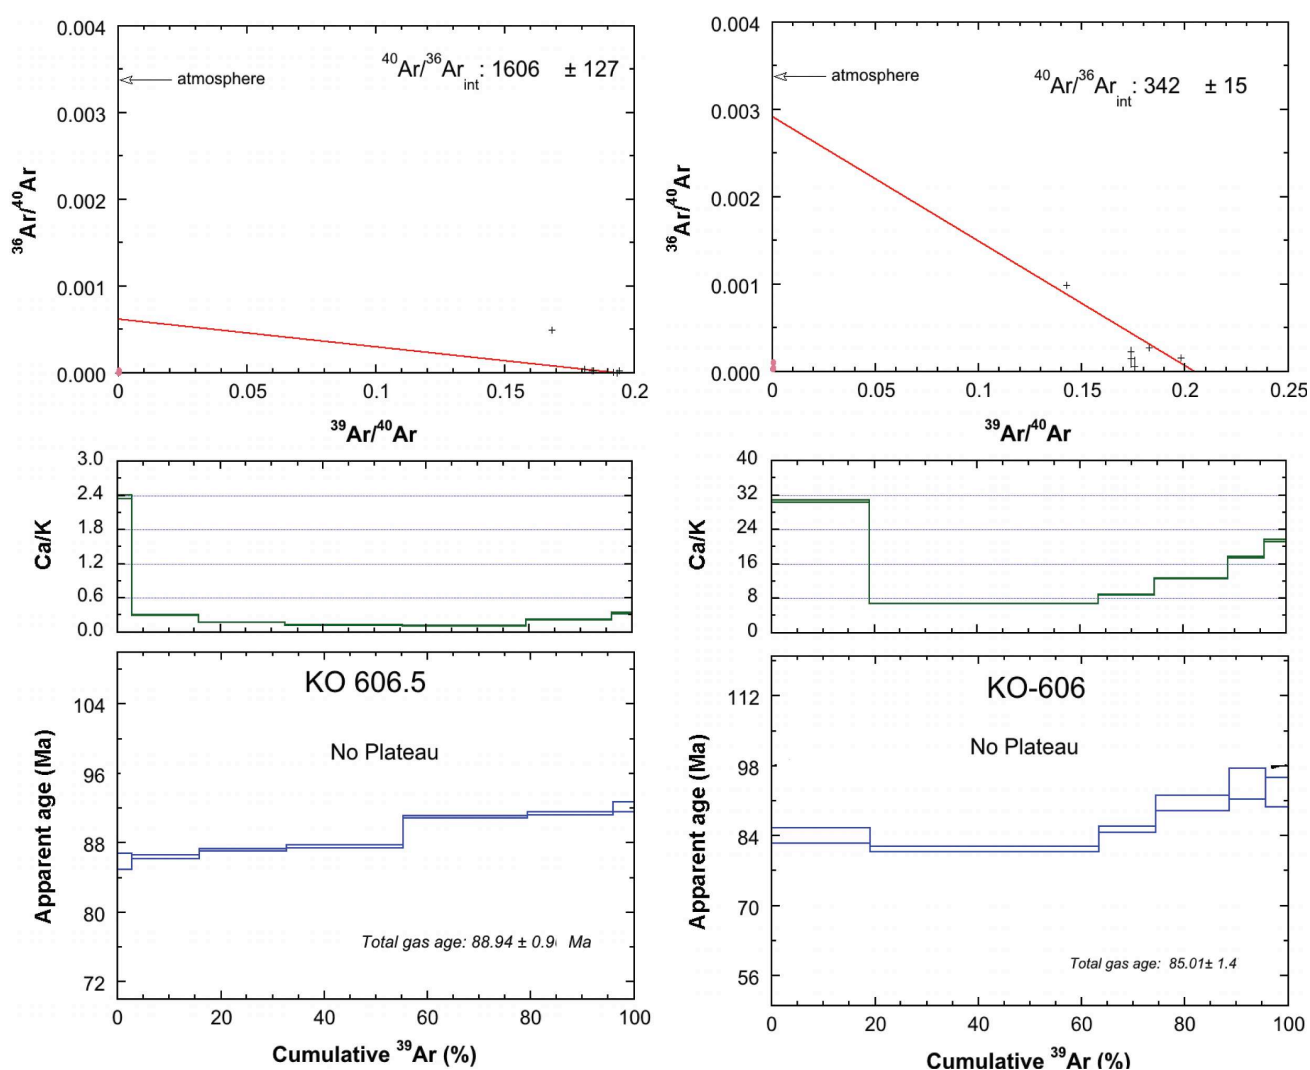 0.004
0.003
0.002
0.001
0.000
⁴⁰Ar/³⁶Ar_int: 1606 ± 127
atmosphere
³⁶Ar/⁴⁰Ar
0 0.05 0.1 0.15 0.2
³⁹Ar/⁴⁰Ar
3.0
2.4
1.8
1.2
0.6
0.0
Ca/K
KO 606.5
No Plateau
104
96
88
80
72
Apparent age (Ma)
Total gas age: 88.94 ± 0.9 Ma
0 20 40 60 80 100
Cumulative ³⁹Ar (%)
0.004
0.003
0.002
0.001
0.000
⁴⁰Ar/³⁶Ar_int: 342 ± 15
atmosphere
³⁶Ar/⁴⁰Ar
0 0.05 0.1 0.15 0.2 0.25
³⁹Ar/⁴⁰Ar
40
32
24
16
8
0
Ca/K
KO-606
No Plateau
112
98
84
70
56
Apparent age (Ma)
Total gas age: 85.01± 1.4
0 20 40 60 80 100
Cumulative ³⁹Ar (%)